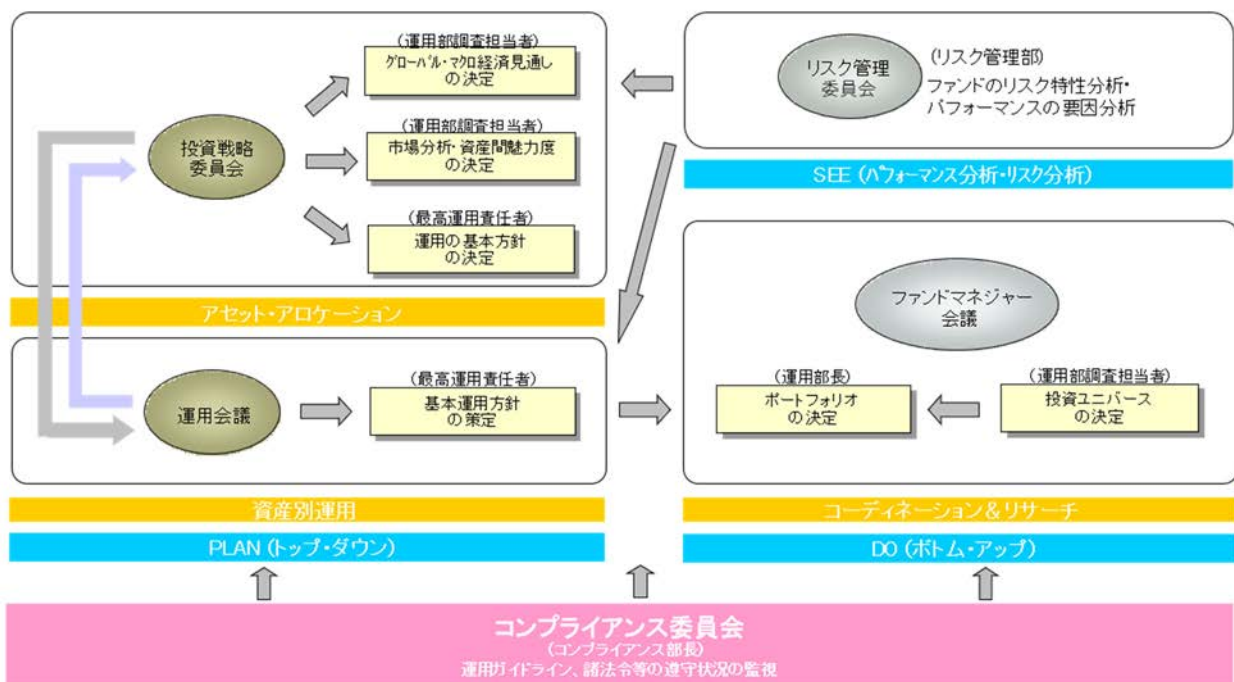 (運用部調査担当者)
グローバル・マクロ経済見通し
の決定
投資戦略
委員会
(運用部調査担当者)
市場分析・資産間魅力度
の決定
(最高運用責任者)
運用の基本方針
の決定
アセット・アロケーション
リスク管理
委員会
(リスク管理部)
ファンドのリスク特性分析・
パフォーマンスの要因分析
SEE (パフォーマンス分析・リスク分析)
運用会議
(最高運用責任者)
基本運用方針
の策定
資産別運用
PLAN (トップ・ダウン)
ファンドマネジャー
会議
(運用部長)
ポートフォリオ
の決定
(運用部調査担当者)
投資ユニバース
の決定
コーディネーション&リサーチ
DO (ボトム・アップ)
コンプライアンス委員会
(コンプライアンス部長)
運用ガイドライン、諸法令等の遵守状況の監視